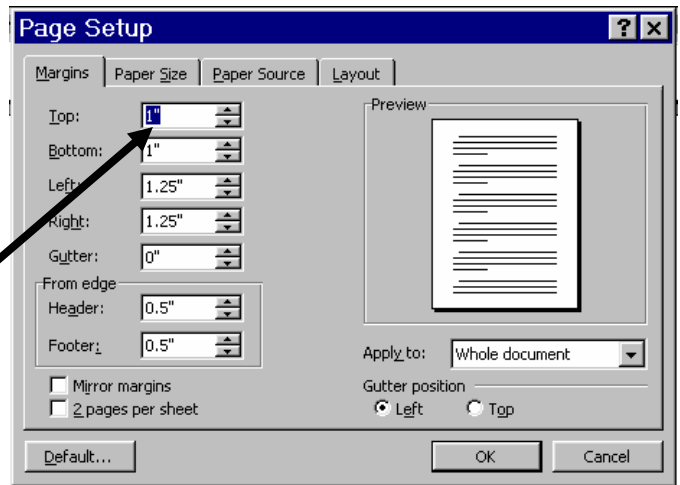 Page Setup
Margins Paper Size Paper Source Layout
Top: 1"
Bottom: 1"
Left: 1.25"
Right: 1.25"
Gutter: 0"
From edge
Header: 0.5"
Footer: 0.5"
Mirror margins
2 pages per sheet
Preview
Apply to: Whole document
Gutter position
Left Top
Default... OK Cancel